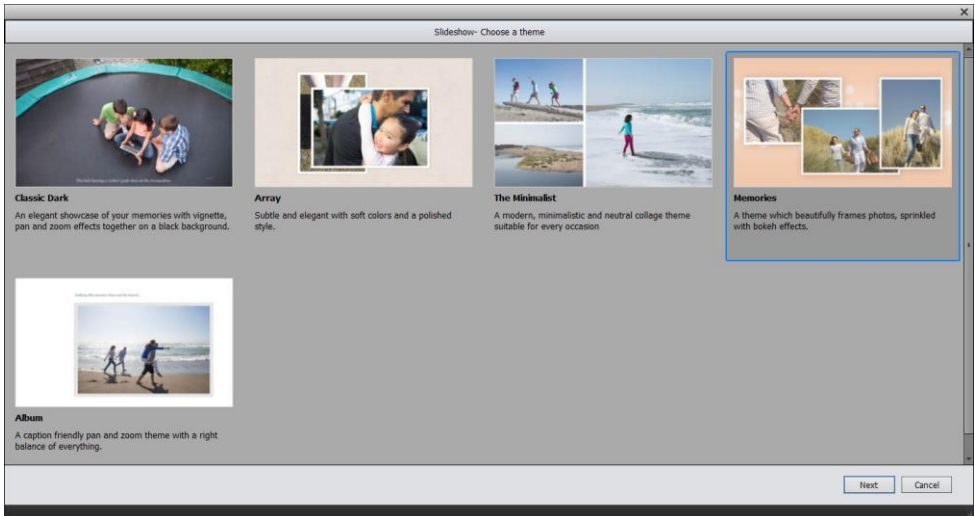 Slideshow- Choose a theme
Classic Dark
An elegant showcase of your memories with vignette,
pan and zoom effects together on a black background.
Array
Subtle and elegant with soft colors and a polished
style.
The Minimalist
A modern, minimalistic and neutral collage theme
suitable for every occasion
Memories
A theme which beautifully frames photos, sprinkled
with bokeh effects.
Album
A caption friendly pan and zoom theme with a right
balance of everything.
Next
Cancel